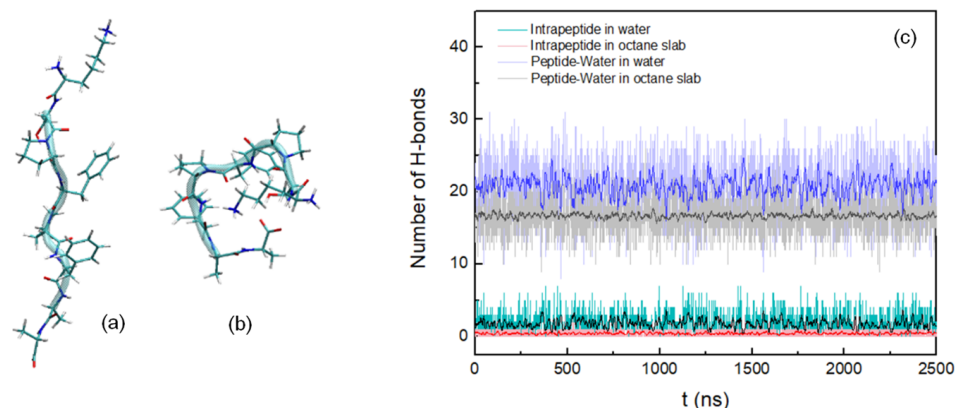 (a)
(b)
(c)
Intrapeptide in water
Intrapeptide in octane slab
Peptide-Water in water
Peptide-Water in octane slab
Number of H-bonds
40
30
20
10
0
0
500
1000
1500
2000
2500
t (ns)